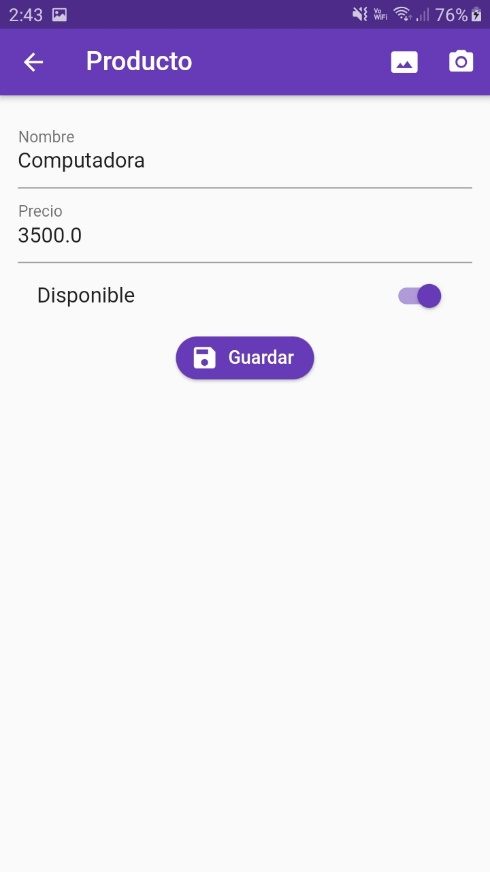 2:43
76%
Producto
Nombre
Computadora
Precio
3500.0
Disponible
Guardar